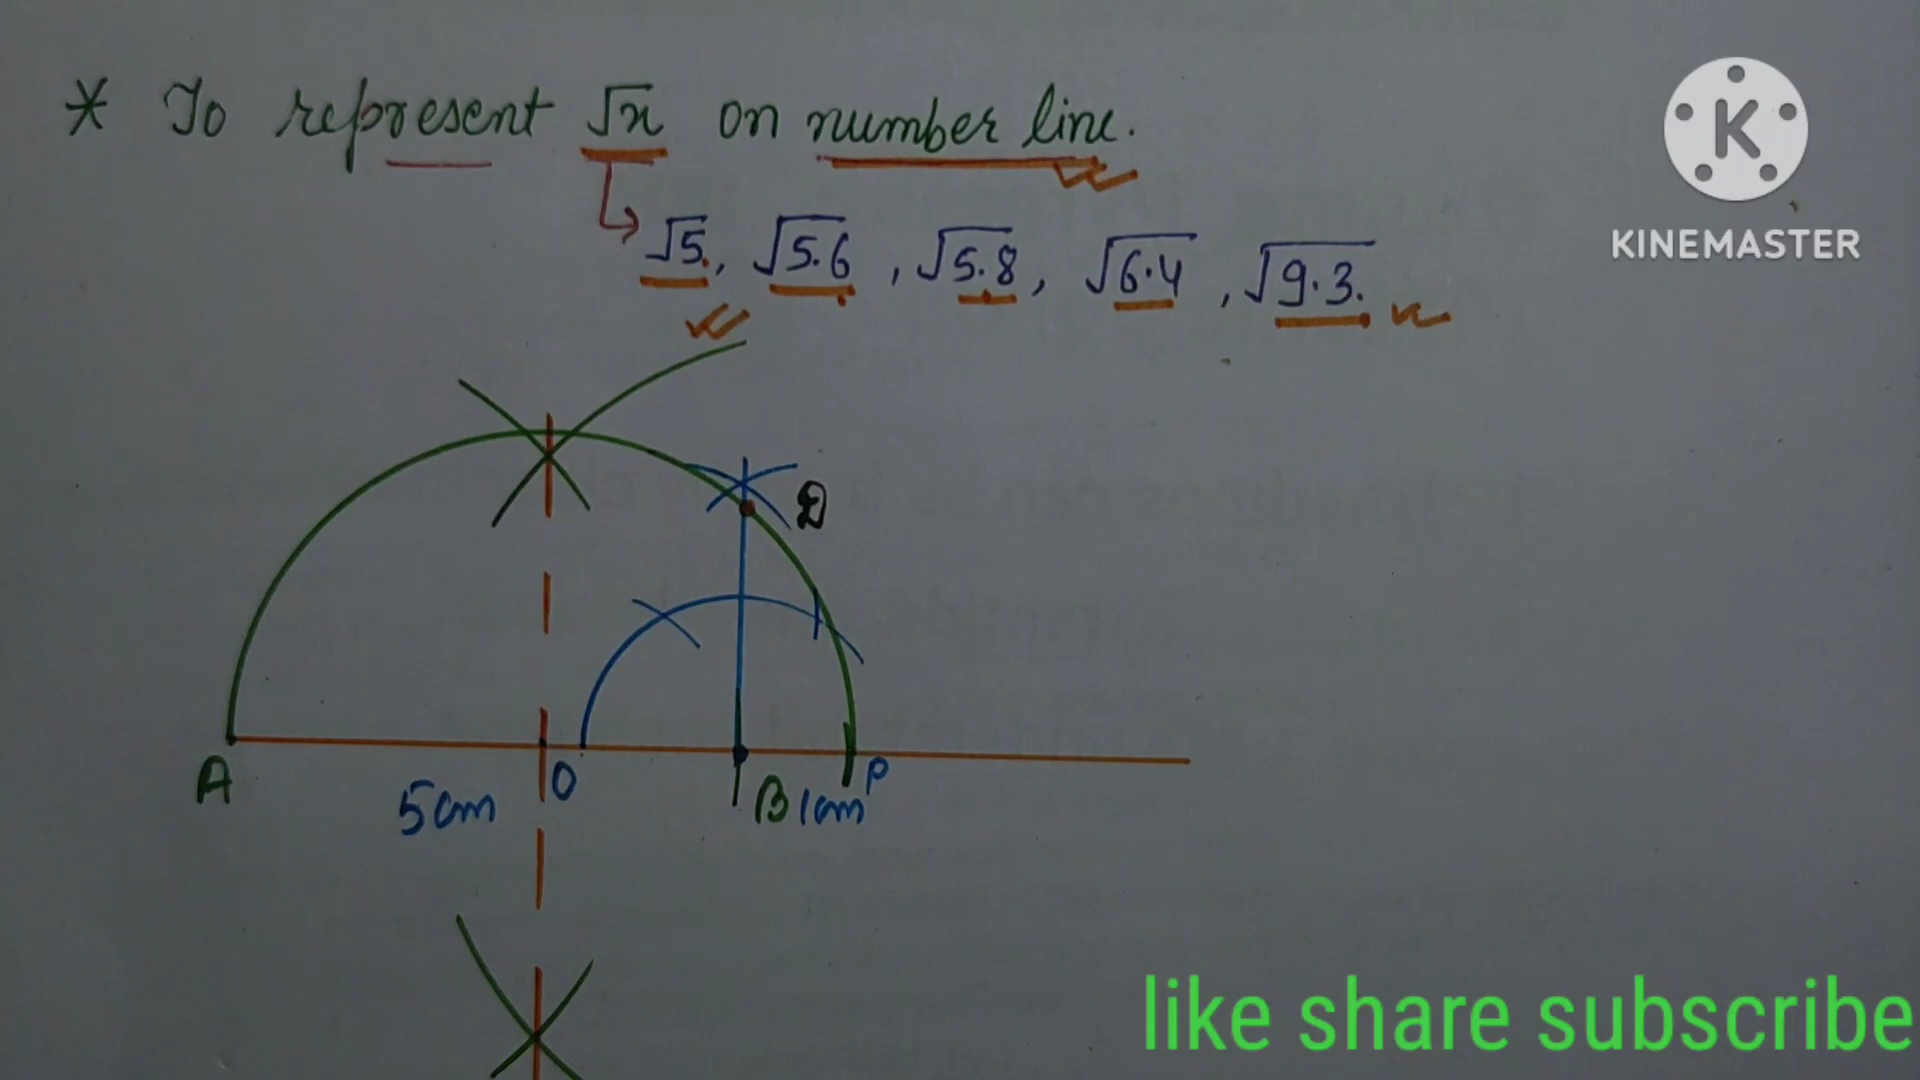 * To represent √x on number line.
√5, √5.6, √5.8, √6.4, √9.3.
K
KINEMASTER
D
A
5cm
O
B
1cm
P
like share subscribe